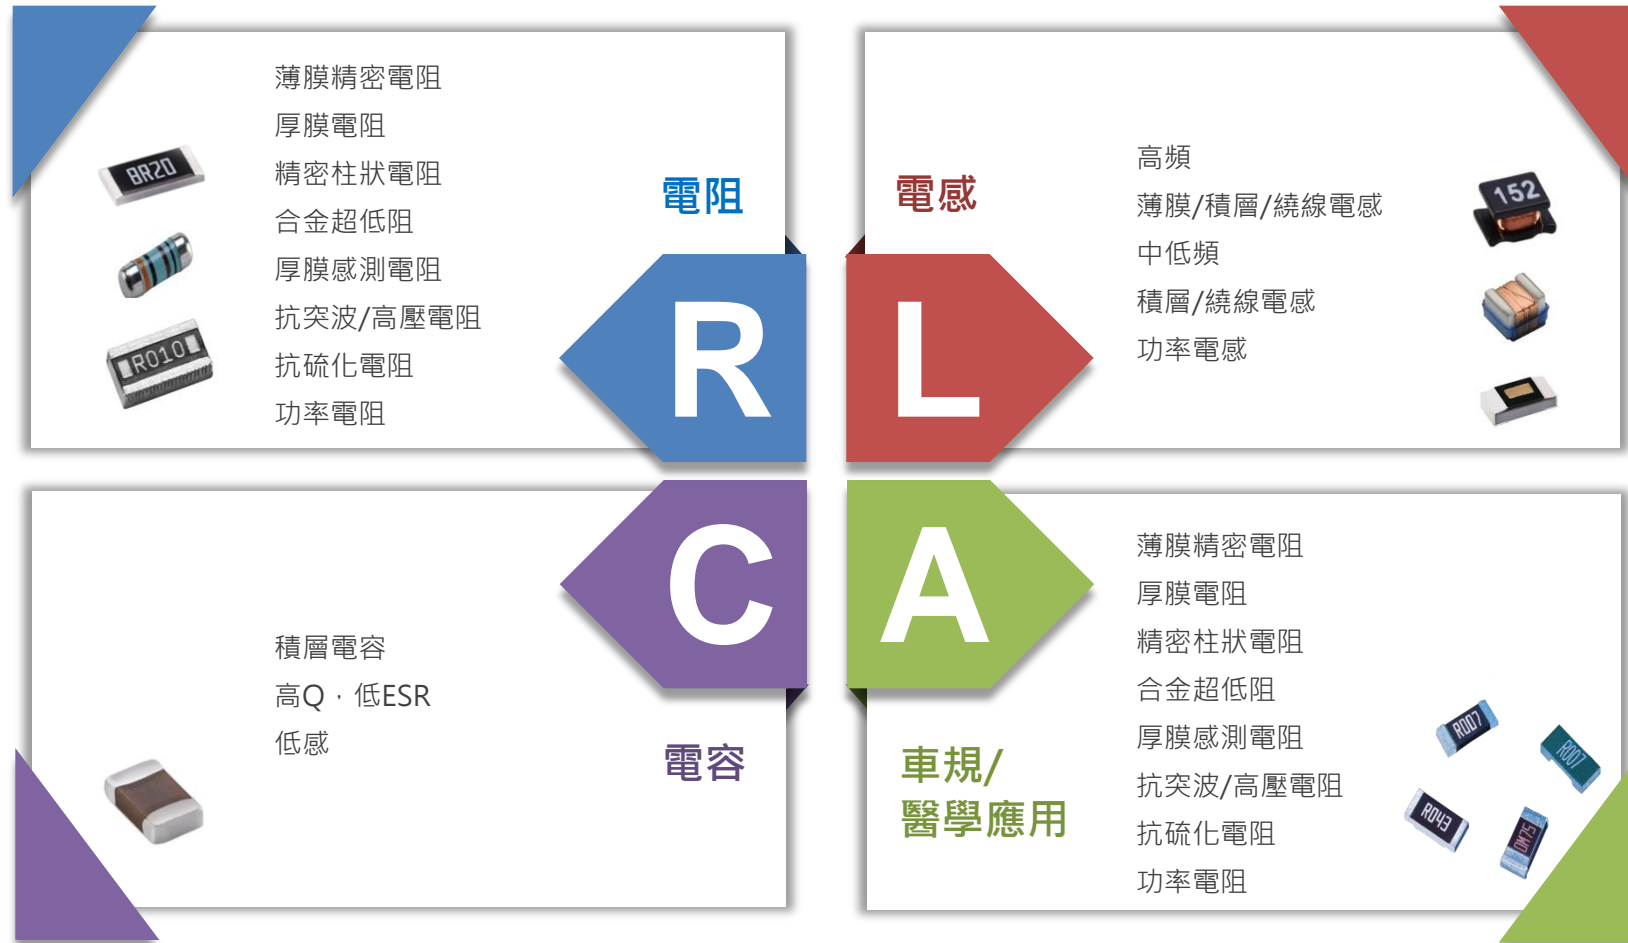 薄膜精密電阻
厚膜電阻
精密柱狀電阻
合金超低阻
厚膜感測電阻
抗突波/高壓電阻
抗硫化電阻
功率電阻
電阻
R
8R20
R010
電感
L
高頻
薄膜/積層/繞線電感
中低頻
積層/繞線電感
功率電感
152
C
電容
積層電容
高Q，低ESR
低感
A
車規/
醫學應用
薄膜精密電阻
厚膜電阻
精密柱狀電阻
合金超低阻
厚膜感測電阻
抗突波/高壓電阻
抗硫化電阻
功率電阻
R007
R007
R043